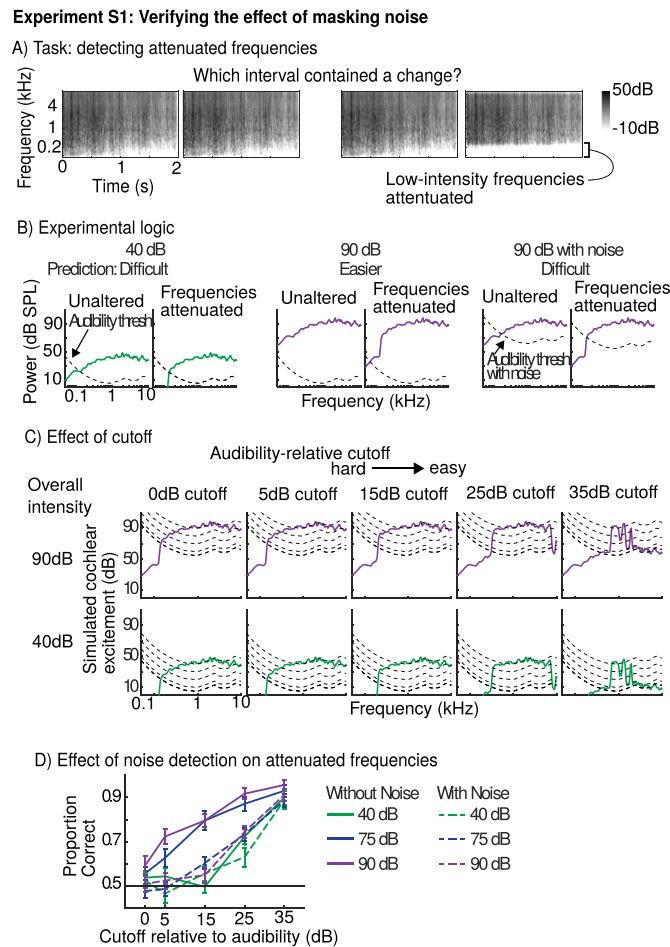 Experiment S1: Verifying the effect of masking noise
A) Task: detecting attenuated frequencies
Which interval contained a change?
Frequency (kHz)
4
1
0.2
0
1
2
Time (s)
50dB
-10dB
Low-intensity frequencies
attentuated
B) Experimental logic
40 dB
Prediction: Difficult
90 dB
Easier
90 dB with noise
Difficult
Power (dB SPL)
90
50
10
Unaltered
Audibility thresh
Frequencies
attenuated
Unaltered
Frequencies
attenuated
Unaltered
Audibility thresh
with noise
Frequencies
attenuated
0.1
1
10
Frequency (kHz)
C) Effect of cutoff
Audibility-relative cutoff
hard
easy
Overall
intensity
0dB cutoff
5dB cutoff
15dB cutoff
25dB cutoff
35dB cutoff
90dB
40dB
Simulated cochlear
excitement (dB)
90
50
10
90
50
10
0.1
1
10
Frequency (kHz)
D) Effect of noise detection on attenuated frequencies
Proportion
Correct
0.9
0.7
0.5
0
5
15
25
35
Cutoff relative to audibility (dB)
Without Noise
With Noise
40 dB
40 dB
75 dB
75 dB
90 dB
90 dB